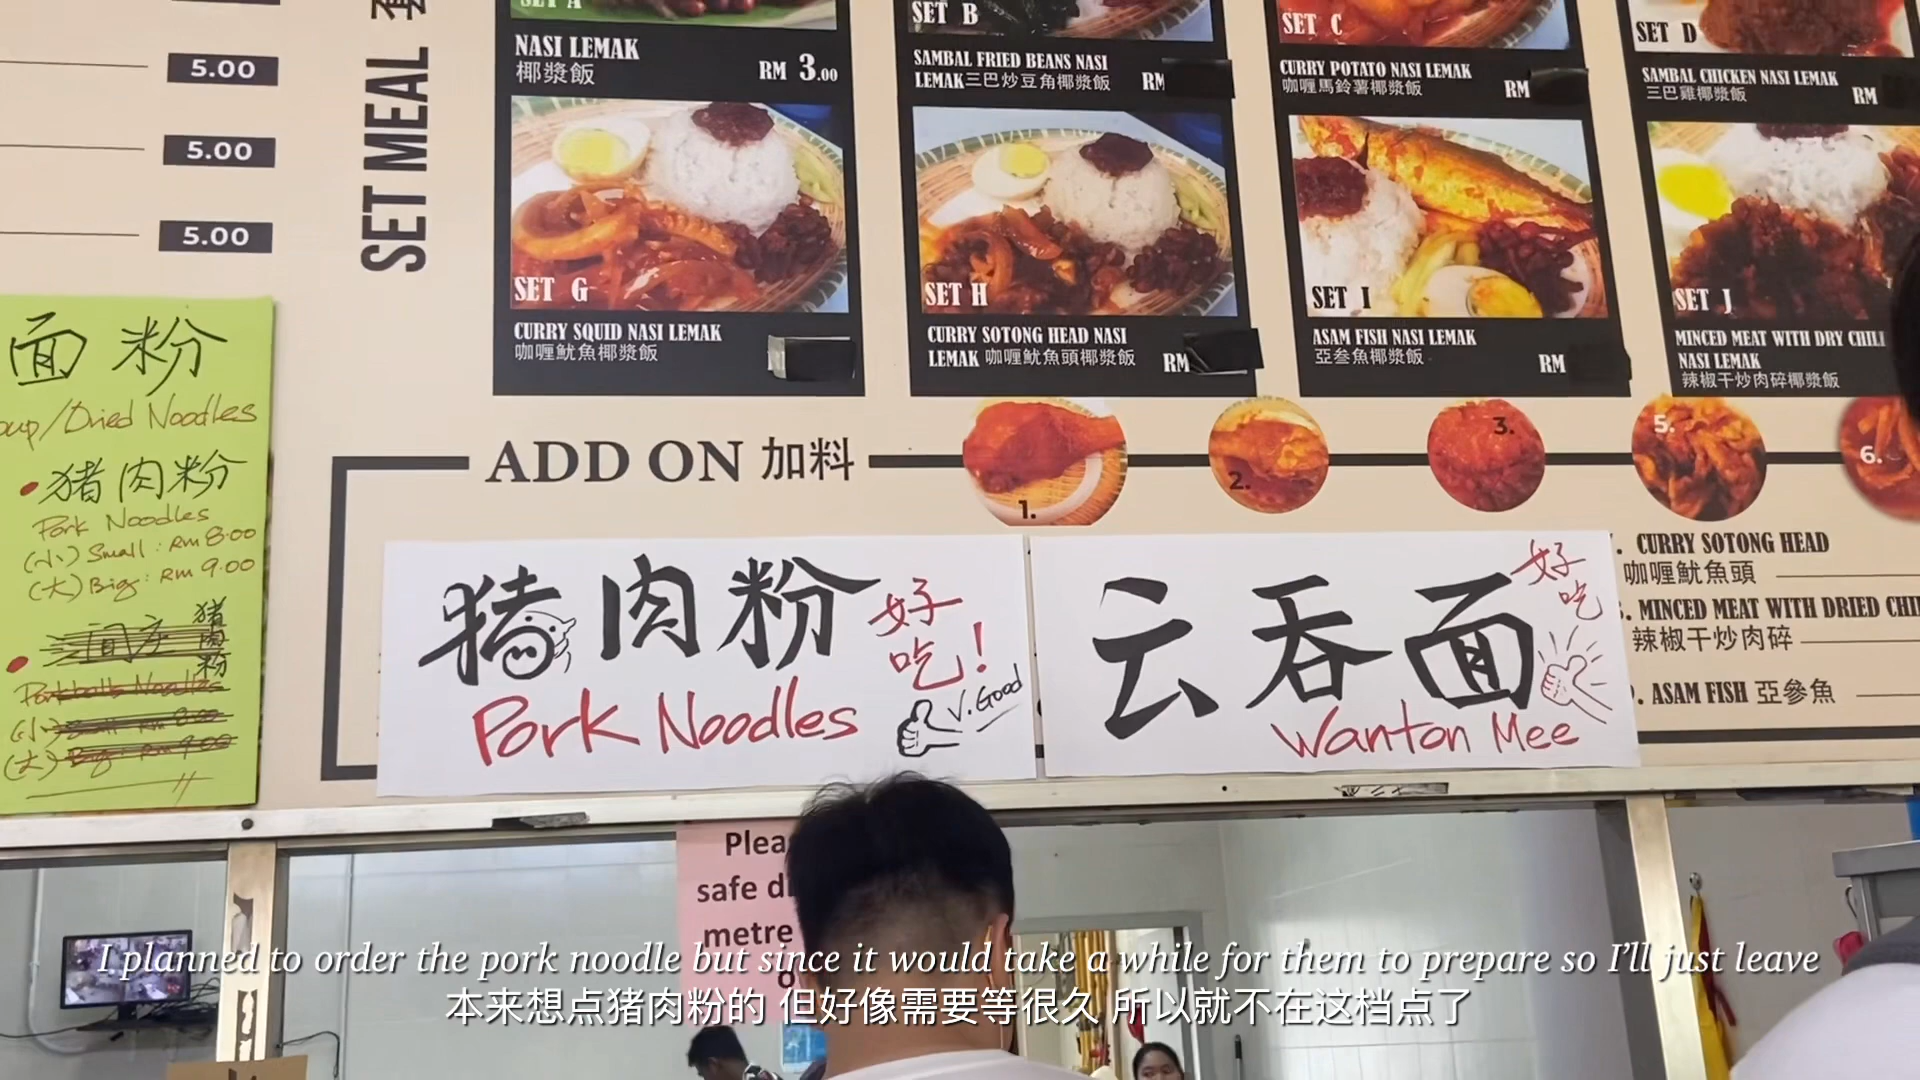 5.00
5.00
5.00
SET MEAL
SET A
NASI LEMAK
椰漿飯
RM 3.00
SET B
SAMBAL FRIED BEANS NASI
LEMAK三巴炒豆角椰漿飯
RM
SET C
CURRY POTATO NASI LEMAK
咖喱馬鈴薯椰漿飯
RM
SET D
SAMBAL CHICKEN NASI LEMAK
三巴雞椰漿飯
RM
SET G
CURRY SQUID NASI LEMAK
咖喱魷魚椰漿飯
SET H
CURRY SOTONG HEAD NASI
LEMAK 咖喱魷魚頭椰漿飯
RM
SET I
ASAM FISH NASI LEMAK
亞叁魚椰漿飯
RM
SET J
MINCED MEAT WITH DRY CHILI
NASI LEMAK
辣椒干炒肉碎椰漿飯
面 粉
oup/Dried Noodles
猪肉粉
Pork Noodles
(小) Small : Rm 8.00
(大) Big : Rm 9.00
猪肉粉
(小)
(大)
ADD ON 加料
1.
2.
3.
5.
6.
CURRY SOTONG HEAD
咖喱魷魚頭
MINCED MEAT WITH DRIED CHI
辣椒干炒肉碎
. ASAM FISH 亞參魚
猪肉粉
好吃!
Pork Noodles
V. Good
云吞面
好吃
Wanton Mee
Plea
safe di
metre
o
I planned to order the pork noodle but since it would take a while for them to prepare so I'll just leave
本来想点猪肉粉的 但好像需要等很久 所以就不在这档点了